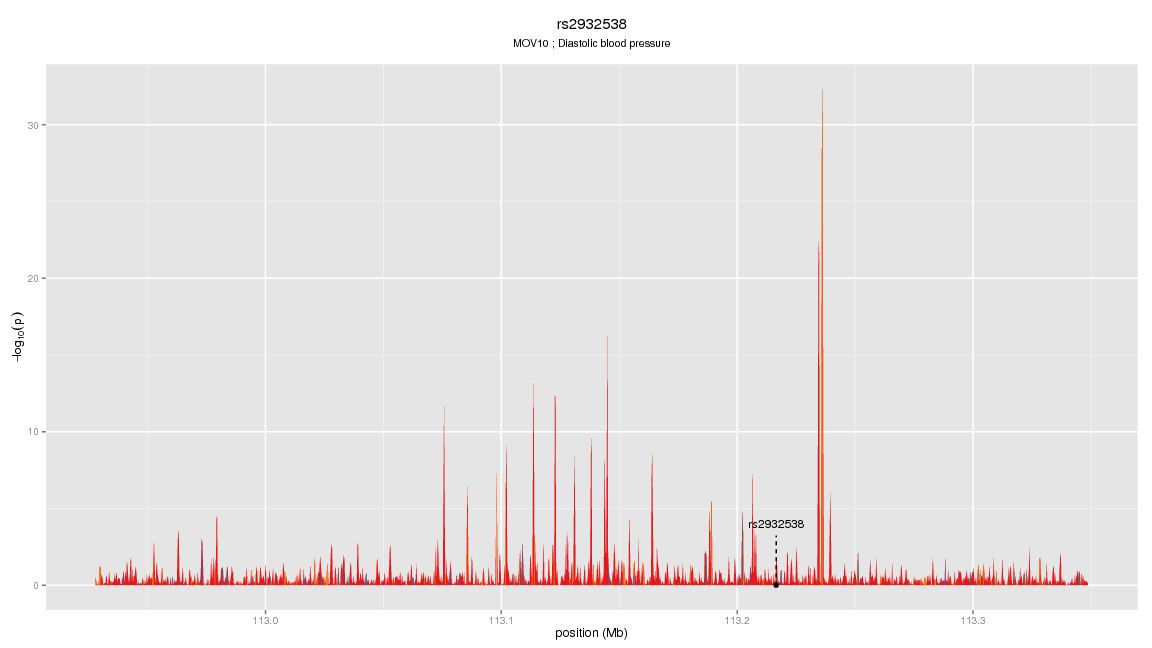 rs2932538
MOV10 ; Diastolic blood pressure
30
20
10
0
−log10(p)
rs2932538
113.0
113.1
113.2
113.3
position (Mb)